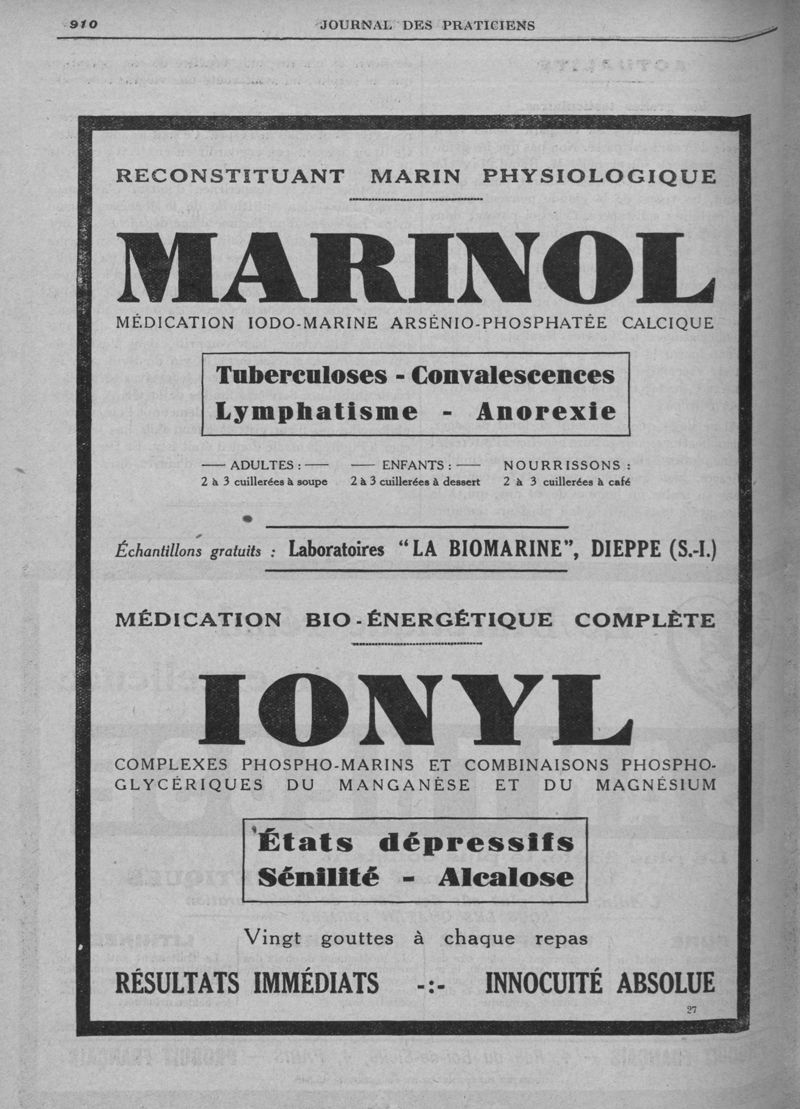 910
JOURNAL DES PRATICIENS
RECONSTITUANT MARIN PHYSIOLOGIQUE
MARINOL
MÉDICATION IODO-MARINE ARSÉNIO-PHOSPHATÉE CALCIQUE
Tuberculoses - Convalescences
Lymphatisme - Anorexie
— ADULTES : — — ENFANTS : — NOURRISSONS :
2 à 3 cuillerées à soupe 2 à 3 cuillerées à dessert 2 à 3 cuillerées à café
Échantillons gratuits : Laboratoires “LA BIOMARINE”, DIEPPE (S.-I.)
MÉDICATION BIO-ÉNERGÉTIQUE COMPLÈTE
IONYL
COMPLEXES PHOSPHO-MARINS ET COMBINAISONS PHOSPHO-
GLYCÉRIQUES DU MANGANÈSE ET DU MAGNÉSIUM
États dépressifs
Sénilité - Alcalose
Vingt gouttes à chaque repas
RÉSULTATS IMMÉDIATS -:- INNOCUITÉ ABSOLUE
27